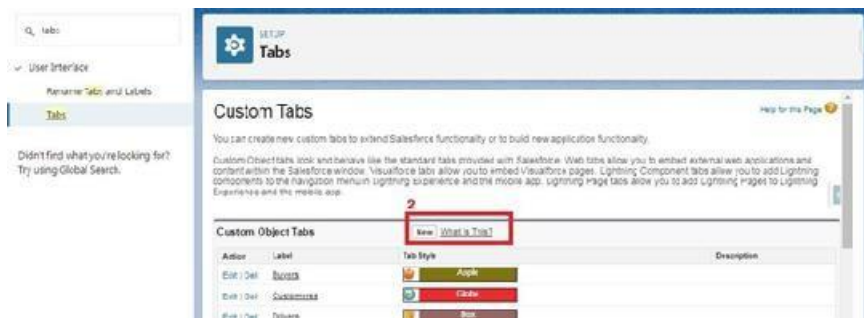 tabs
User Interface
Rename Tabs and Labels
Tabs
Didn't find what you're looking for?
Try using Global Search.
SETUP
Tabs
Custom Tabs
Help for this Page
You can create new custom tabs to extend Salesforce functionality or to build new application functionality.
Custom Object tabs look and behave like the standard tabs provided with Salesforce. Web tabs allow you to embed external web applications and
content within the Salesforce window. Visualforce tabs allow you to embed Visualforce pages. Lightning Component tabs allow you to add Lightning
components to the navigation menu in Lightning Experience and the mobile app. Lightning Page tabs allow you to add Lightning Pages to Lightning
Experience and the mobile app.
2
Custom Object Tabs New What Is This?
Action Label Tab Style Description
Edit | Del Buyers Apple
Edit | Del Customeres Globe
Edit | Del Drivers Box